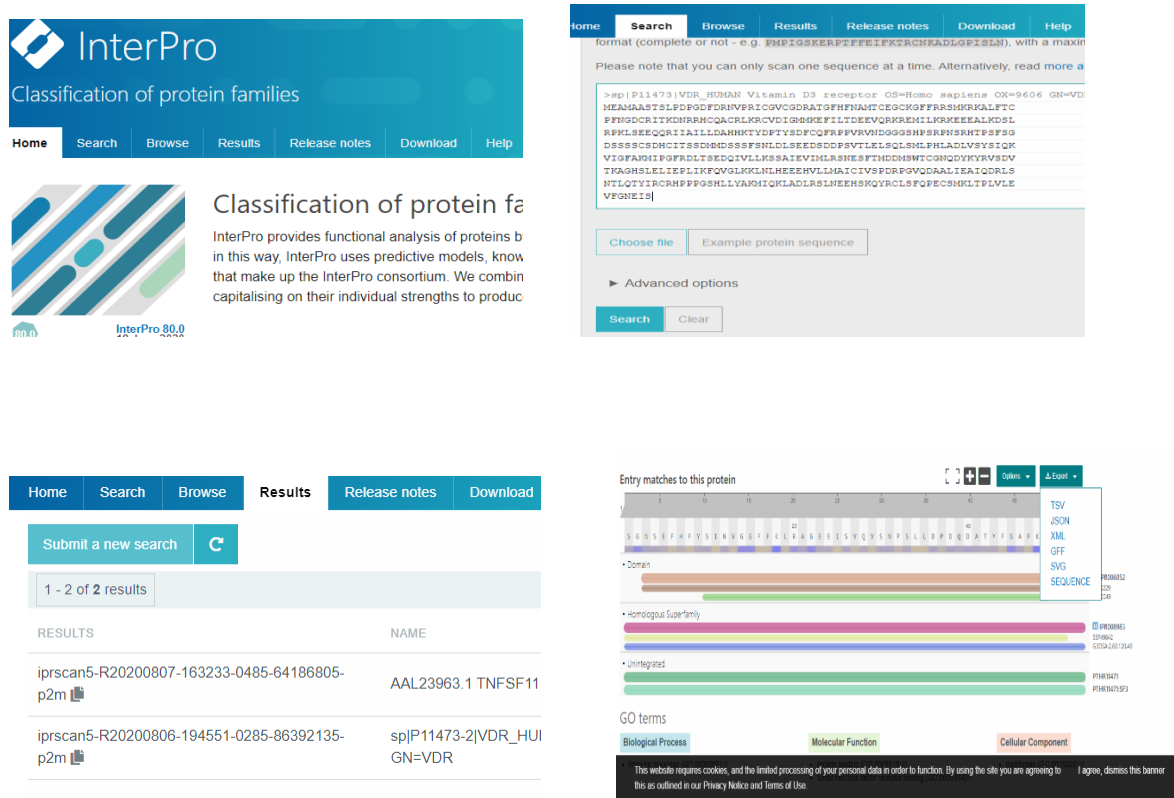 InterPro
Classification of protein families
Home Search Browse Results Release notes Download Help
Classification of protein fa
InterPro provides functional analysis of proteins b
in this way, InterPro uses predictive models, know
that make up the InterPro consortium. We combin
capitalising on their individual strengths to produc
80.0
InterPro 80.0
Home Search Browse Results Release notes Download Help
format (complete or not - e.g. PMPIGSKERPTFFEIFKTRCNKADLGPISLN), with a maxin
Please note that you can only scan one sequence at a time. Alternatively, read more a
>sp|P11473|VDR_HUMAN Vitamin D3 receptor OS=Homo sapiens OX=9606 GN=VD
MEAMAASTSLPDPGDFDRNVPRICGVCGDRATGFHFNAMTCEGCKGFFRRSMKRKALFTC
PFNGDCRITKDNRRHCQACRLKRCVDIGMMKEFILTDEEVQRKREMILKRKEEEALKDSL
RPKLSEEQQRIIAILLDAHHKTYDPTYSDFCQFRPPVRVNDGGGSHPSRPNSRHTPSFSG
DSSSSCSDHCITSSDMMDSSSFSNLDLSEEDSDDPSVTLELSQLSMLPHLADLVSYSIQK
VIGFAKMIPGFRDLTSEDQIVLLKSSAIEVIMLRSNESFTMDDMSWTCGNQDYKYRVSDV
TKAGHSLELIEPLIKFQVGLKKLNLHEEEHVLLMAICIVSPDRPGVQDAALIEAIQDRLS
NTLQTYIRCRHPPPGSHLLYAKMIQKLADLRSLNEEHSKQYRCLSFQPECSMKLTPLVLE
VFGNEIS
Choose file Example protein sequence
► Advanced options
Search Clear
Home Search Browse Results Release notes Download
Submit a new search
1 - 2 of 2 results
RESULTS NAME
iprscan5-R20200807-163233-0485-64186805-
p2m
AAL23963.1 TNFSF11
iprscan5-R20200806-194551-0285-86392135-
p2m
sp|P11473-2|VDR_HU
GN=VDR
Entry matches to this protein
Options Export
TSV
JSON
XML
GFF
SVG
SEQUENCE
Domain
Homologous Superfamily
Unintegrated
PTHR11471
PTHR11471:SF3
GO terms
Biological Process Molecular Function Cellular Component
This website requires cookies, and the limited processing of your personal data in order to function. By using the site you are agreeing to
this as outlined in our Privacy Notice and Terms of Use.
I agree, dismiss this banner